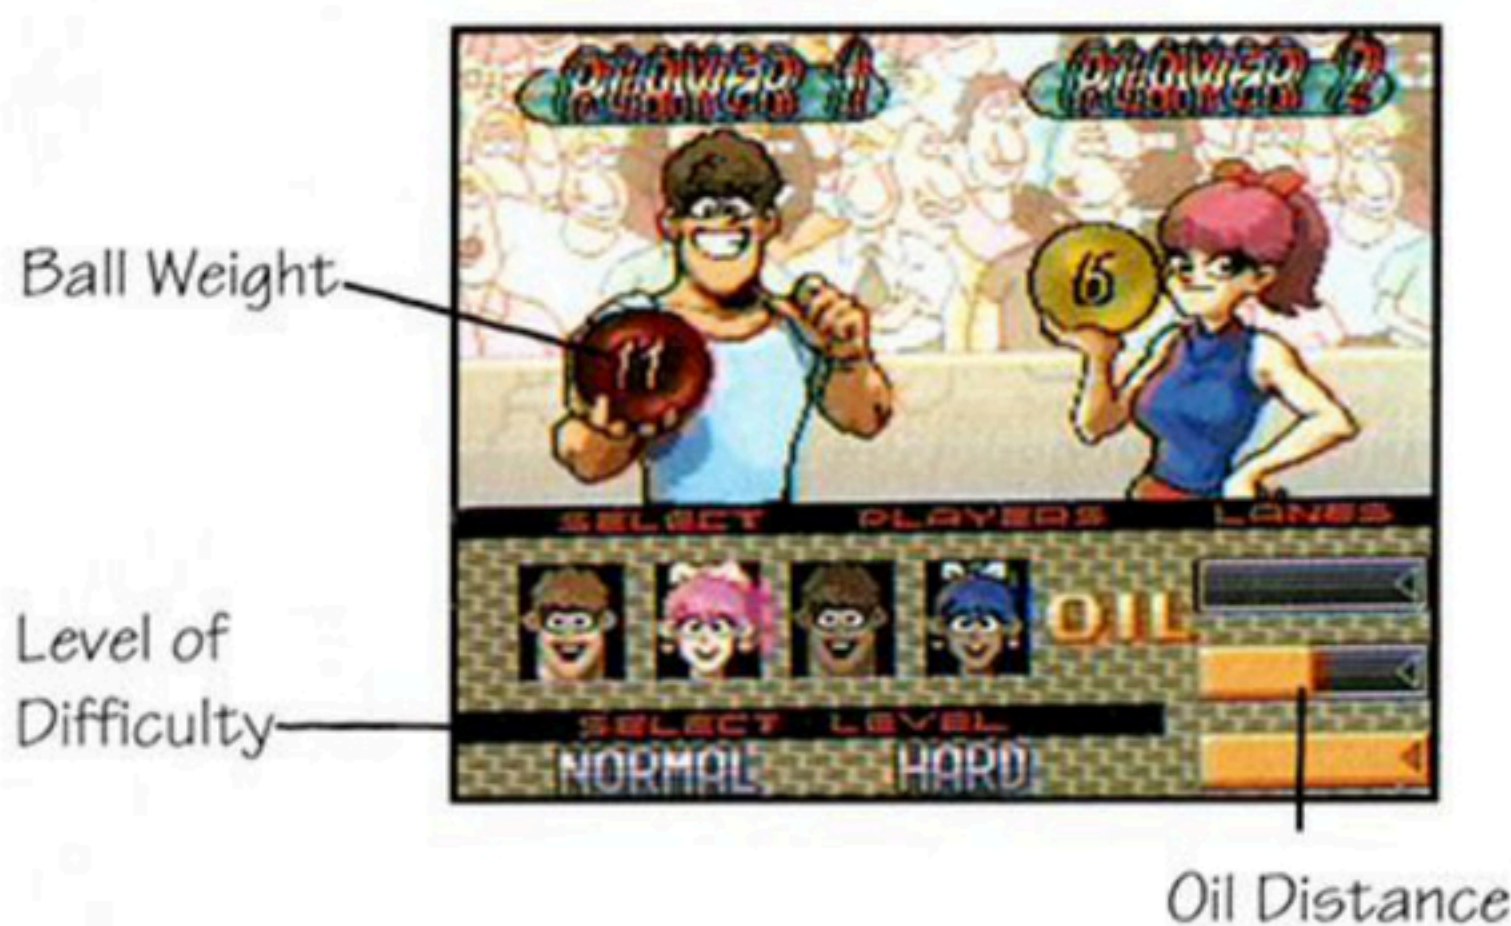 PLAYER 1 PLAYER 2
Ball Weight
11
15
SELECT PLAYERS LANES
OIL
Level of
Difficulty
SELECT LEVEL
NORMAL HARD
Oil Distance